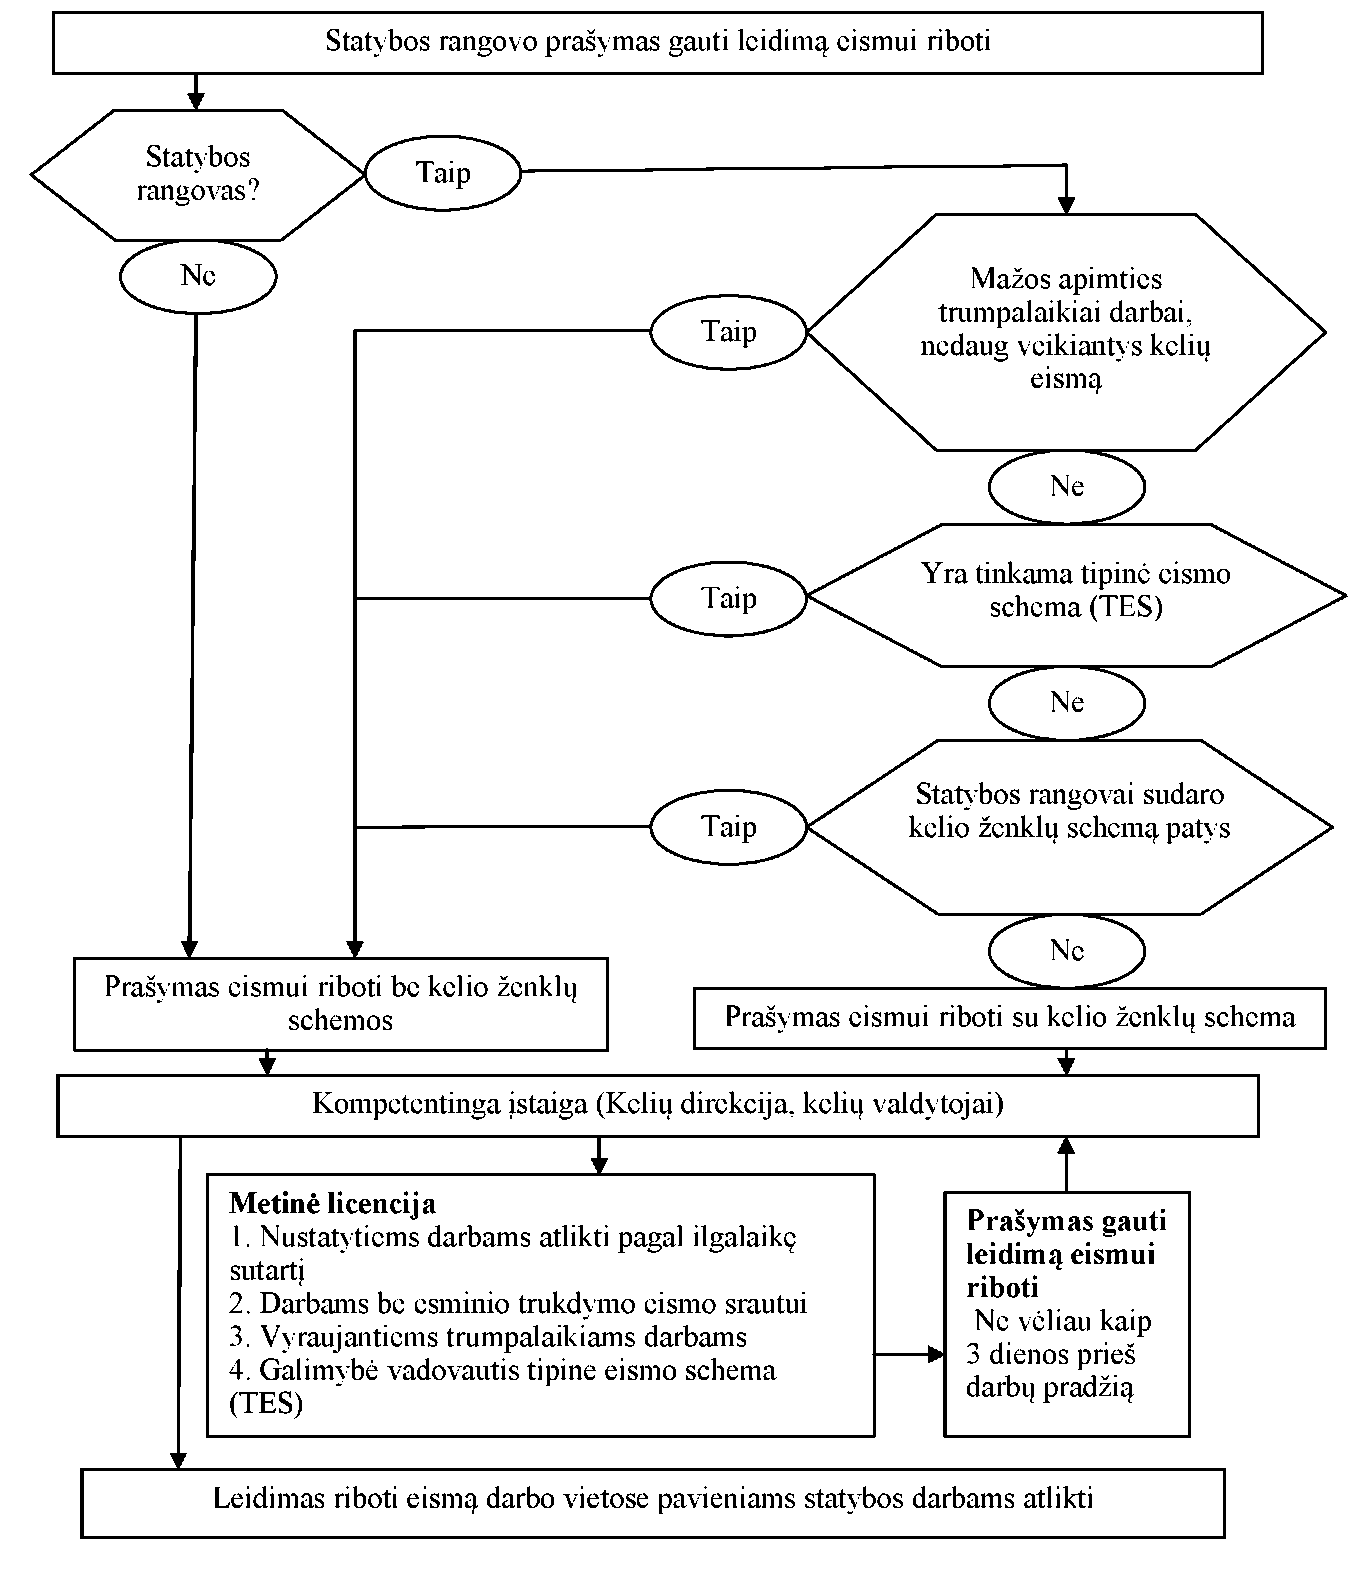 Statybos rangovo prašymas gauti leidimą eismui riboti
Statybos
rangovas?
Taip
Ne
Mažos apimties
trumpalaikiai darbai,
nedaug veikiantys kelių
eismą
Taip
Ne
Yra tinkama tipinė eismo
schema (TES)
Taip
Ne
Statybos rangovai sudaro
kelio ženklų schemą patys
Taip
Ne
Prašymas eismui riboti be kelio ženklų
schemos
Prašymas eismui riboti su kelio ženklų schema
Kompetentinga įstaiga (Kelių direkcija, kelių valdytojai)
Metinė licencija
1. Nustatytiems darbams atlikti pagal ilgalaikę
sutartį
2. Darbams be esminio trukdymo eismo srautui
3. Vyraujantiems trumpalaikiams darbams
4. Galimybė vadovautis tipine eismo schema
(TES)
Prašymas gauti
leidimą eismui
riboti
Ne vėliau kaip
3 dienos prieš
darbų pradžią
Leidimas riboti eismą darbo vietose pavieniams statybos darbams atlikti